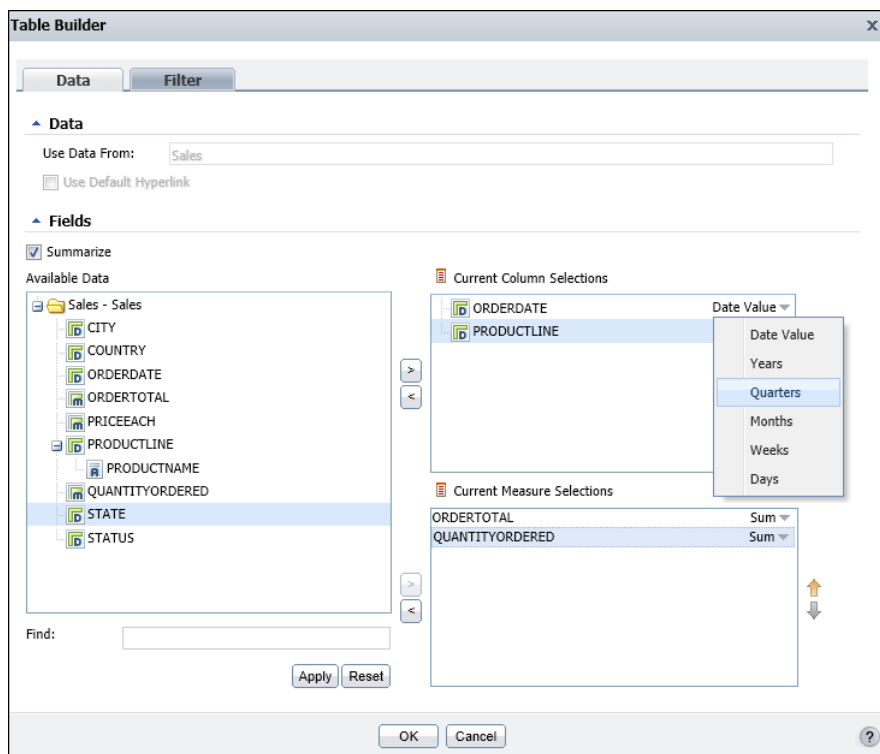 Table Builder x
Data Filter
Data
Use Data From: Sales
Use Default Hyperlink
Fields
Summarize
Available Data
Sales - Sales
CITY
COUNTRY
ORDERDATE
ORDERTOTAL
PRICEEACH
PRODUCTLINE
PRODUCTNAME
QUANTITYORDERED
STATE
STATUS
Find:
Apply Reset
>
<
>
<
Current Column Selections
ORDERDATE Date Value
PRODUCTLINE
Date Value
Years
Quarters
Months
Weeks
Days
Current Measure Selections
ORDERTOTAL Sum
QUANTITYORDERED Sum
OK Cancel ?